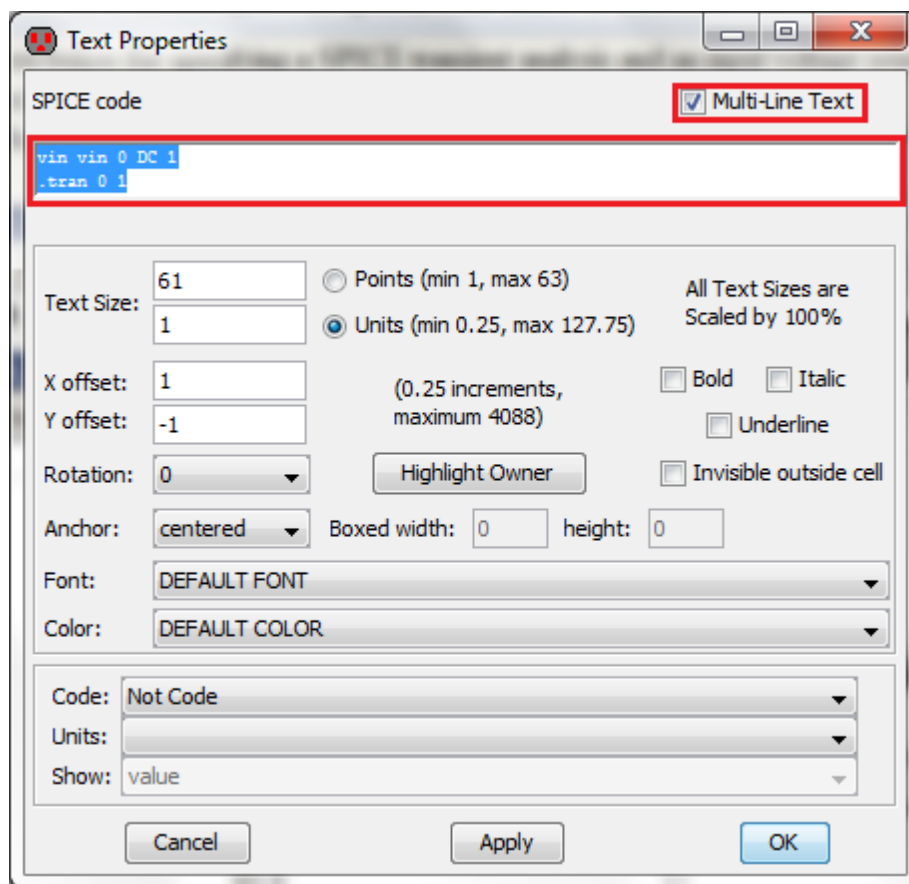 Text Properties
SPICE code
Multi-Line Text
vin vin 0 DC 1
.tran 0 1
Text Size:
61
Points (min 1, max 63)
1
Units (min 0.25, max 127.75)
All Text Sizes are
Scaled by 100%
X offset:
1
Y offset:
-1
(0.25 increments,
maximum 4088)
Bold
Italic
Underline
Rotation:
0
Highlight Owner
Invisible outside cell
Anchor:
centered
Boxed width:
0
height:
0
Font:
DEFAULT FONT
Color:
DEFAULT COLOR
Code:
Not Code
Units:
Show:
value
Cancel
Apply
OK